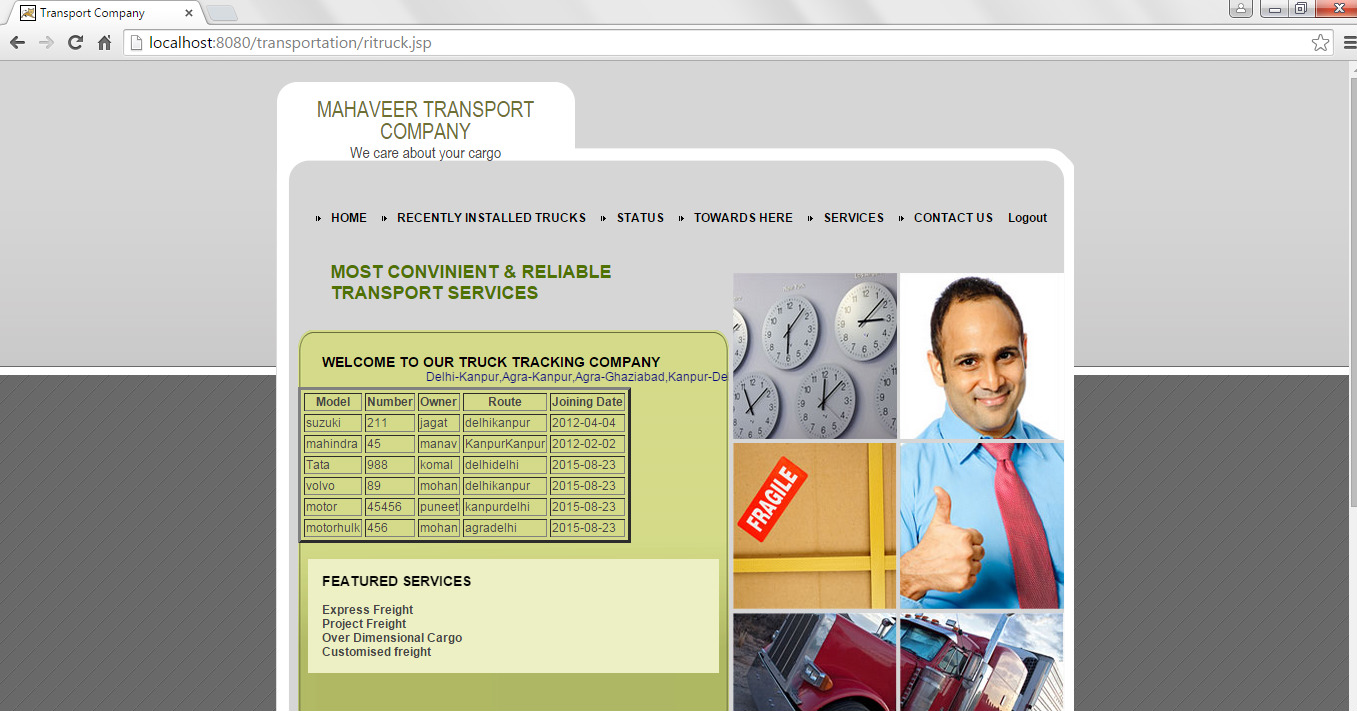 Transport Company
localhost:8080/transportation/ritruck.jsp
MAHAVEER TRANSPORT
COMPANY
We care about your cargo
HOME RECENTLY INSTALLED TRUCKS STATUS TOWARDS HERE SERVICES CONTACT US Logout
MOST CONVINIENT & RELIABLE
TRANSPORT SERVICES
WELCOME TO OUR TRUCK TRACKING COMPANY
Delhi-Kanpur,Agra-Kanpur,Agra-Ghaziabad,Kanpur-De
Model Number Owner Route Joining Date
suzuki 211 jagat delhikanpur 2012-04-04
mahindra 45 manav KanpurKanpur 2012-02-02
Tata 988 komal delhidelhi 2015-08-23
volvo 89 mohan delhikanpur 2015-08-23
motor 45456 puneet kanpurdelhi 2015-08-23
motorhulk 456 mohan agradelhi 2015-08-23
FEATURED SERVICES
Express Freight
Project Freight
Over Dimensional Cargo
Customised freight
FRAGILE